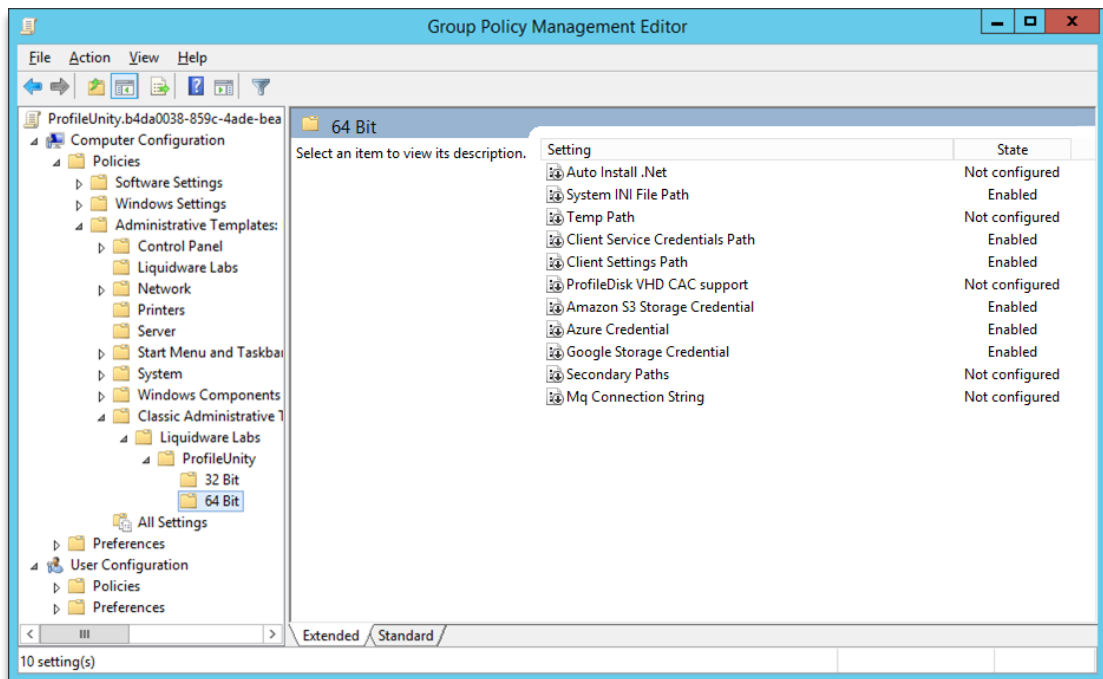 Group Policy Management Editor
File Action View Help
ProfileUnity.b4da0038-859c-4ade-bea
Computer Configuration
Policies
Software Settings
Windows Settings
Administrative Templates:
Control Panel
Liquidware Labs
Network
Printers
Server
Start Menu and Taskbar
System
Windows Components
Classic Administrative T
Liquidware Labs
ProfileUnity
32 Bit
64 Bit
All Settings
Preferences
User Configuration
Policies
Preferences
64 Bit
Select an item to view its description.
Setting State
Auto Install .Net Not configured
System INI File Path Enabled
Temp Path Not configured
Client Service Credentials Path Enabled
Client Settings Path Enabled
ProfileDisk VHD CAC support Not configured
Amazon S3 Storage Credential Enabled
Azure Credential Enabled
Google Storage Credential Enabled
Secondary Paths Not configured
Mq Connection String Not configured
Extended Standard
10 setting(s)